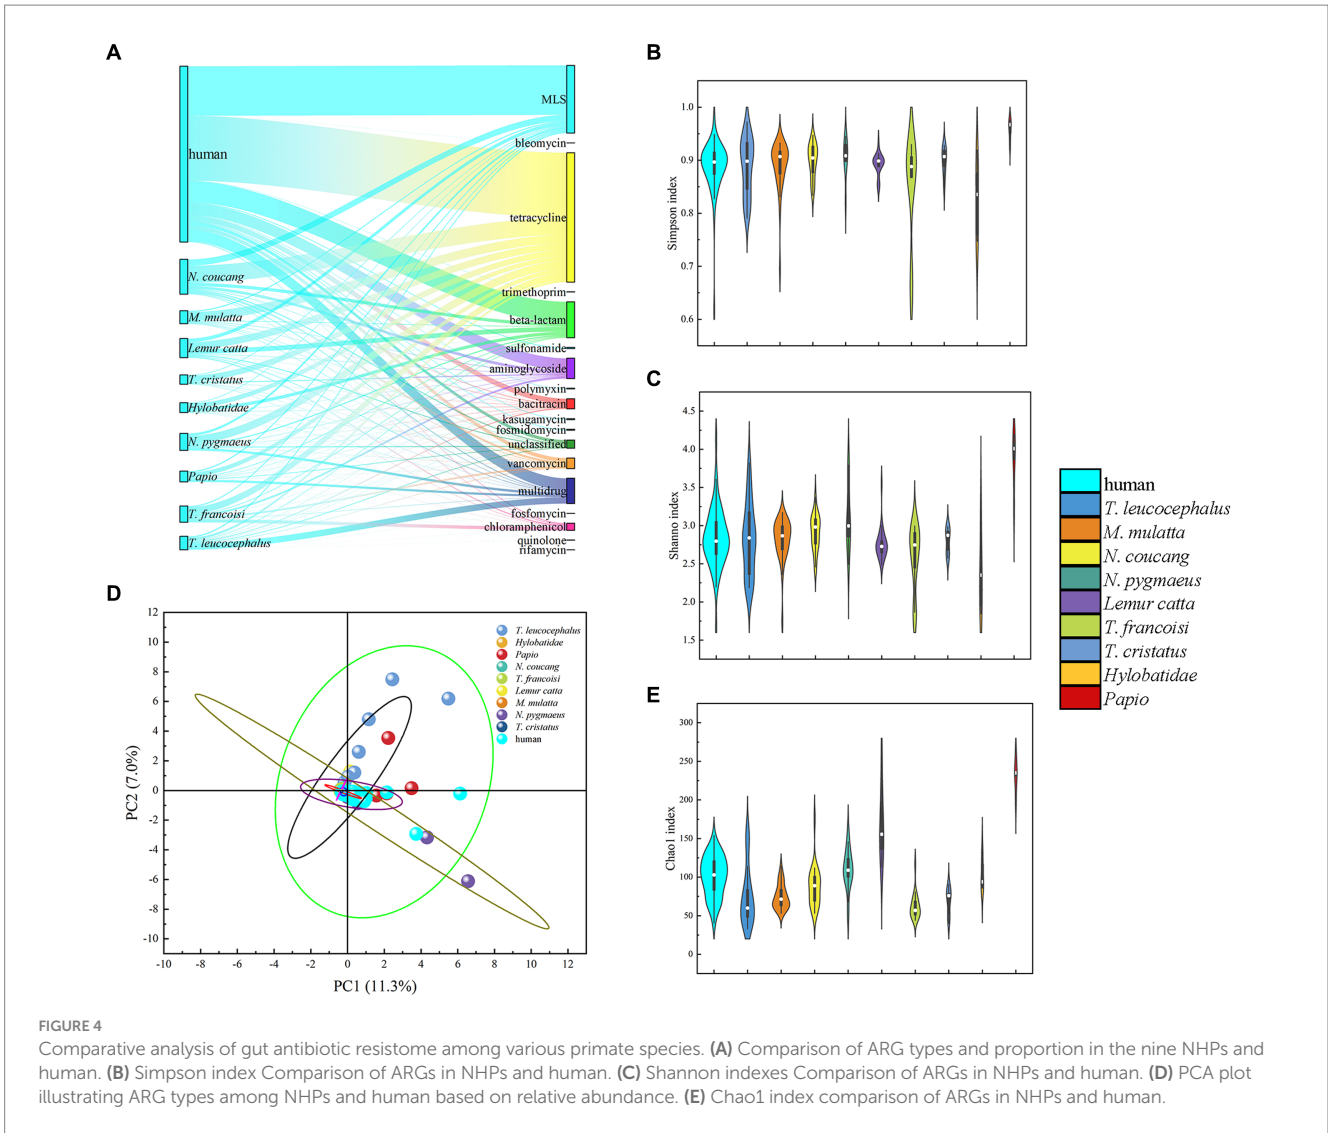 A
human
N. coucang
M. mulatta
Lemur catta
T. cristatus
Hylobatidae
N. pygmaeus
Papio
T. francoisi
T. leucocephalus
MLS
bleomycin
tetracycline
trimethoprim
beta-lactam
sulfonamide
aminoglycoside
polymyxin
bacitracin
kasugamycin
fosmidomycin
unclassified
vancomycin
multidrug
fosfomycin
chloramphenicol
quinolone
rifamycin
B
Simpson index
1.0
0.9
0.8
0.7
0.6
C
Shanno index
4.5
4.0
3.5
3.0
2.5
2.0
1.5
human
T. leucocephalus
M. mulatta
N. coucang
N. pygmaeus
Lemur catta
T. francoisi
T. cristatus
Hylobatidae
Papio
D
PC2 (7.0%)
12
10
8
6
4
2
0
-2
-4
-6
-8
-10
-10 -8 -6 -4 -2 0 2 4 6 8 10 12
PC1 (11.3%)
T. leucocephalus
Hylobatidae
Papio
N. coucang
T. francoisi
Lemur catta
M. mulatta
N. pygmaeus
T. cristatus
human
E
Chao1 index
300
250
200
150
100
50
0
FIGURE 4
Comparative analysis of gut antibiotic resistome among various primate species. (A) Comparison of ARG types and proportion in the nine NHPs and
human. (B) Simpson index Comparison of ARGs in NHPs and human. (C) Shannon indexes Comparison of ARGs in NHPs and human. (D) PCA plot
illustrating ARG types among NHPs and human based on relative abundance. (E) Chao1 index comparison of ARGs in NHPs and human.